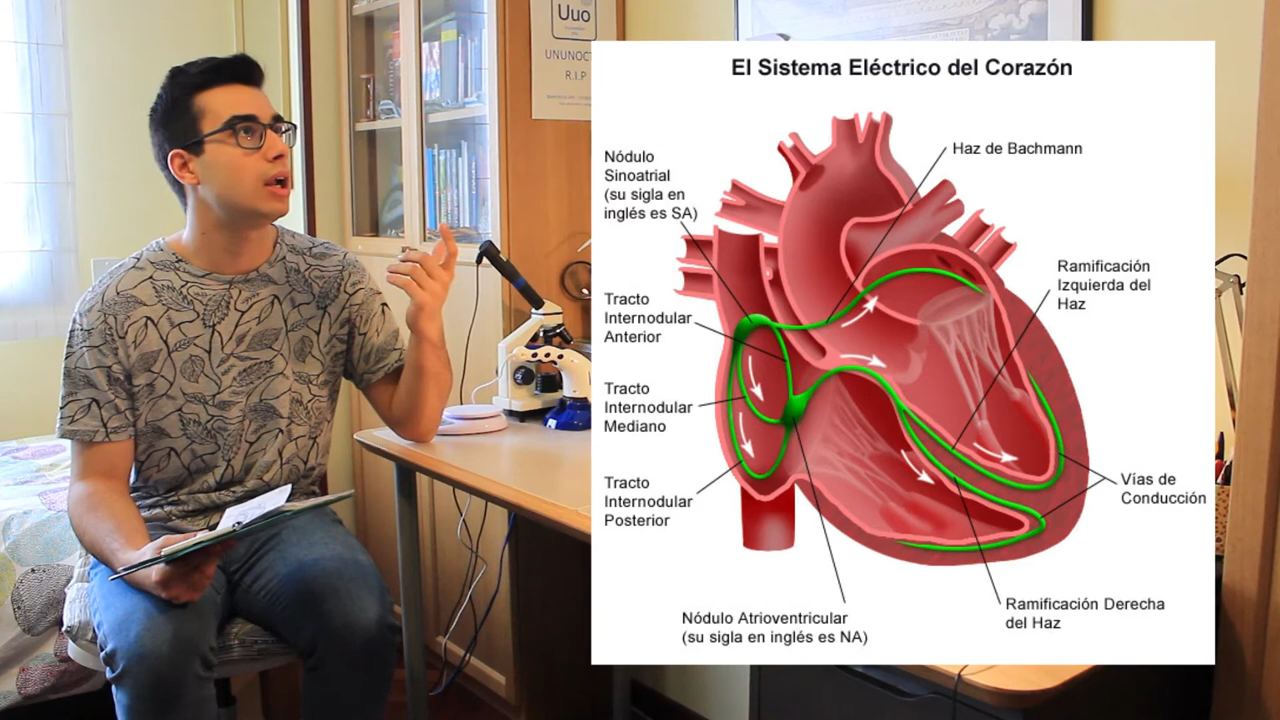 Uuo
UNUNOCT
R.I.P
El Sistema Eléctrico del Corazón
Haz de Bachmann
Nódulo
Sinoatrial
(su sigla en
inglés es SA)
Ramificación
Izquierda del
Haz
Tracto
Internodular
Anterior
Tracto
Internodular
Mediano
Tracto
Internodular
Posterior
Vías de
Conducción
Nódulo Atrioventricular
(su sigla en inglés es NA)
Ramificación Derecha
del Haz